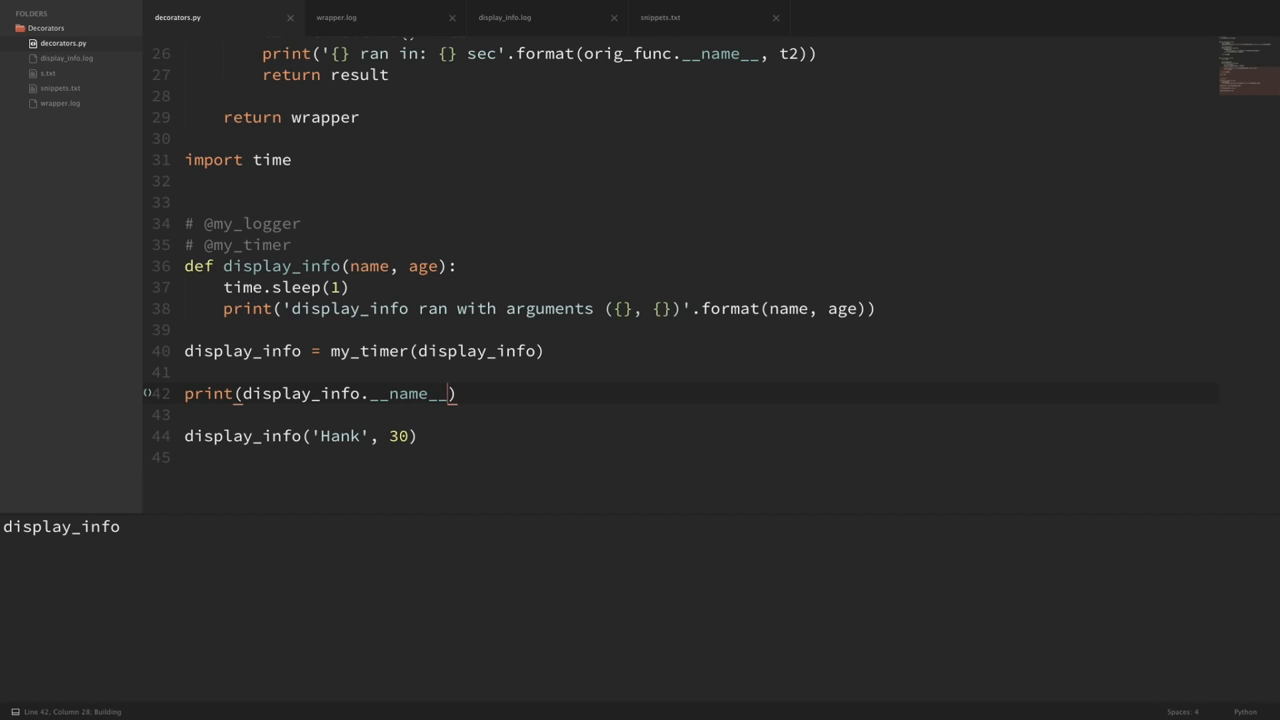 FOLDERS
Decorators
decorators.py
display_info.log
s.txt
snippets.txt
wrapper.log
decorators.py wrapper.log display_info.log snippets.txt
26 print('{} ran in: {} sec'.format(orig_func.__name__, t2))
27 return result
28
29 return wrapper
30
31 import time
32
33
34 # @my_logger
35 # @my_timer
36 def display_info(name, age):
37 time.sleep(1)
38 print('display_info ran with arguments ({}, {})'.format(name, age))
39
40 display_info = my_timer(display_info)
41
42 print(display_info.__name__)
43
44 display_info('Hank', 30)
45
display_info
Line 42, Column 28; Building Spaces: 4 Python